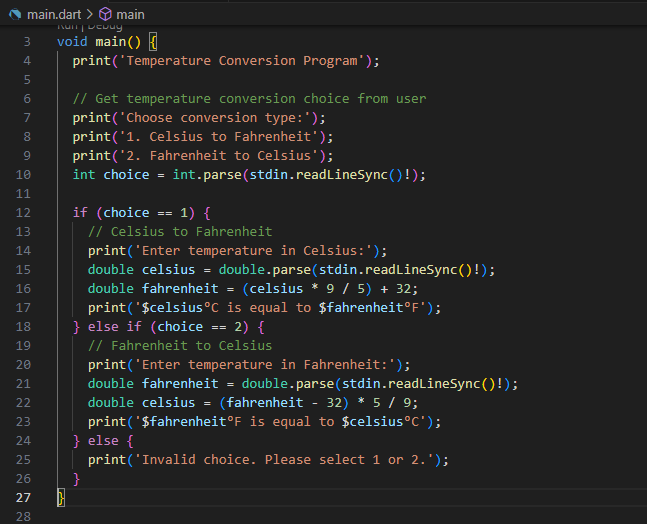 main.dart > main
Run | Debug
3 void main() {
4   print('Temperature Conversion Program');
5
6   // Get temperature conversion choice from user
7   print('Choose conversion type:');
8   print('1. Celsius to Fahrenheit');
9   print('2. Fahrenheit to Celsius');
10   int choice = int.parse(stdin.readLineSync()!);
11
12   if (choice == 1) {
13     // Celsius to Fahrenheit
14     print('Enter temperature in Celsius:');
15     double celsius = double.parse(stdin.readLineSync()!);
16     double fahrenheit = (celsius * 9 / 5) + 32;
17     print('$celsius°C is equal to $fahrenheit°F');
18   } else if (choice == 2) {
19     // Fahrenheit to Celsius
20     print('Enter temperature in Fahrenheit:');
21     double fahrenheit = double.parse(stdin.readLineSync()!);
22     double celsius = (fahrenheit - 32) * 5 / 9;
23     print('$fahrenheit°F is equal to $celsius°C');
24   } else {
25     print('Invalid choice. Please select 1 or 2.');
26   }
27 }
28